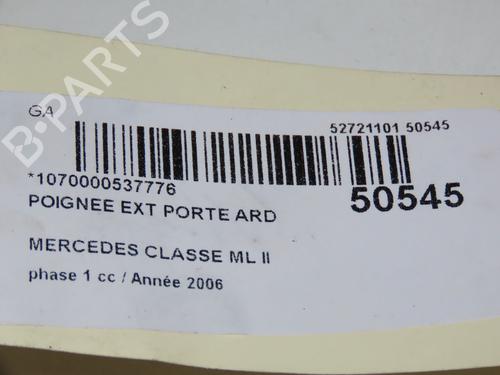 GA
52721101 50545
*1070000537776
50545
POIGNEE EXT PORTE ARD
MERCEDES CLASSE ML II
phase 1 cc / Année 2006
B-PARTS